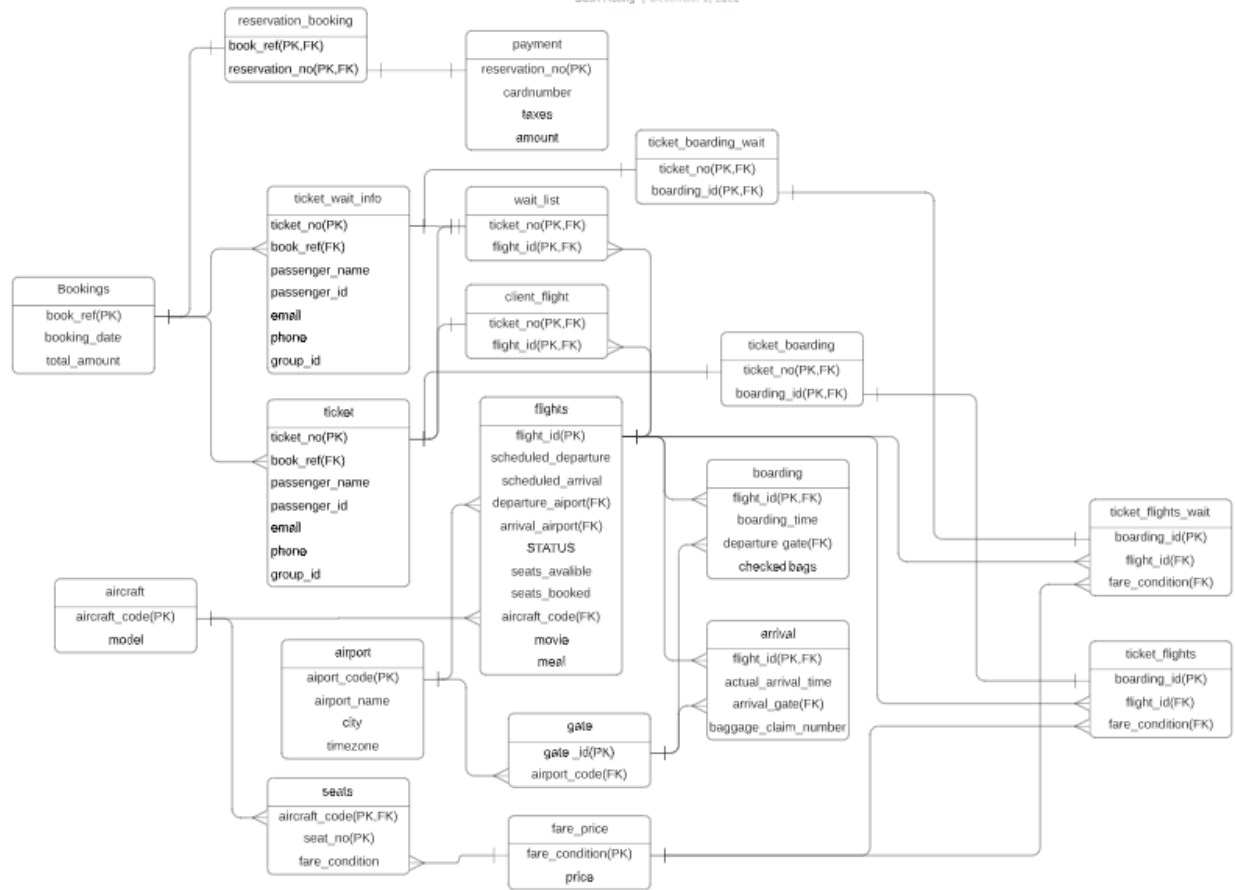 reservation_booking
book_ref(PK,FK)
reservation_no(PK,FK)
payment
reservation_no(PK)
cardnumber
taxes
amount
ticket_boarding_wait
ticket_no(PK,FK)
boarding_id(PK,FK)
ticket_wait_info
ticket_no(PK)
book_ref(FK)
passenger_name
passenger_id
email
phone
group_id
wait_list
ticket_no(PK,FK)
flight_id(PK,FK)
Bookings
book_ref(PK)
booking_date
total_amount
client_flight
ticket_no(PK,FK)
flight_id(PK,FK)
ticket_boarding
ticket_no(PK,FK)
boarding_id(PK,FK)
ticket
ticket_no(PK)
book_ref(FK)
passenger_name
passenger_id
email
phone
group_id
flights
flight_id(PK)
scheduled_departure
scheduled_arrival
departure_aiport(FK)
arrival_airport(FK)
STATUS
seats_avalible
seats_booked
aircraft_code(FK)
movie
meal
boarding
flight_id(PK,FK)
boarding_time
departure gate(FK)
checked bags
ticket_flights_wait
boarding_id(PK)
flight_id(FK)
fare_condition(FK)
aircraft
aircraft_code(PK)
model
airport
aiport_code(PK)
airport_name
city
timezone
arrival
flight_id(PK,FK)
actual_arrival_time
arrival_gate(FK)
baggage_claim_number
ticket_flights
boarding_id(PK)
flight_id(FK)
fare_condition(FK)
gate
gate _id(PK)
airport_code(FK)
seats
aircraft_code(PK,FK)
seat_no(PK)
fare_condition
fare_price
fare_condition(PK)
price